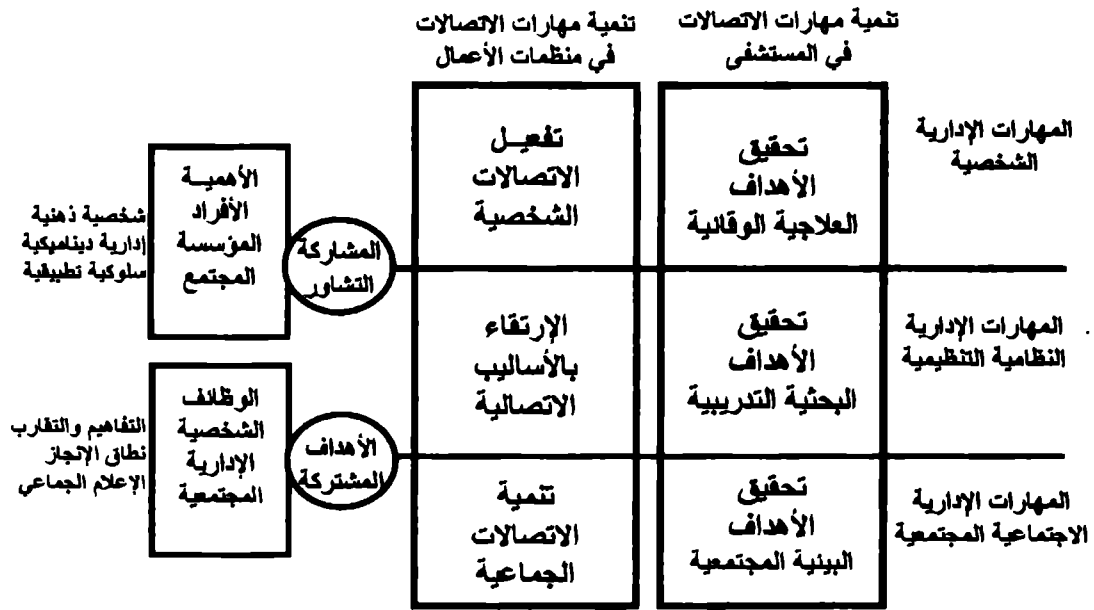 تنمية مهارات الاتصالات
في المستشفى
تنمية مهارات الاتصالات
في منظمات الأعمال
المهارات الإدارية
الشخصية
تحقيق
الأهداف
العلاجية الوقائية
تفعيل
الاتصالات
الشخصية
المشاركة
التشاور
الأهمية
الأفراد
المؤسسة
المجتمع
شخصية ذهنية
إدارية ديناميكية
سلوكية تطبيقية
المهارات الإدارية
النظامية التنظيمية
تحقيق
الأهداف
البحثية التدريبية
الإرتقاء
بالأساليب
الاتصالية
الأهداف
المشتركة
الوظائف
الشخصية
الإدارية
المجتمعية
التفاهيم والتقارب
نطاق الإنجاز
الإعلام الجماعي
المهارات الإدارية
الاجتماعية المجتمعية
تحقيق
الأهداف
البيئية المجتمعية
تنمية
الاتصالات
الجماعية